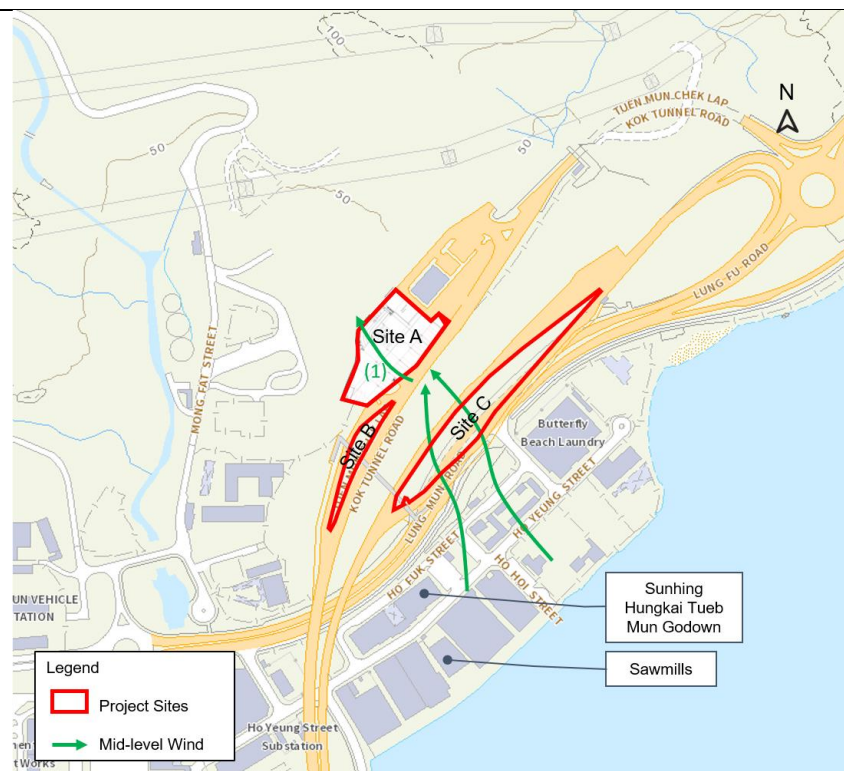 100
TUEN MUN CHEK LAP
KOK TUNNEL ROAD
N
50
50
50
LUNG FU ROAD
Site A
(1)
MONG FAT STREET
Site B
KOK TUNNEL ROAD
Site C
LUNG MUN ROAD
Butterfly
Beach Laundry
HO YEUNG STREET
HO FUK STREET
HO HOI STREET
Sunhing
Hungkai Tueb
Mun Godown
Sawmills
UN VEHICLE
TATION
Legend
Project Sites
Mid-level Wind
Ho Yeung Street
Substation
t Works